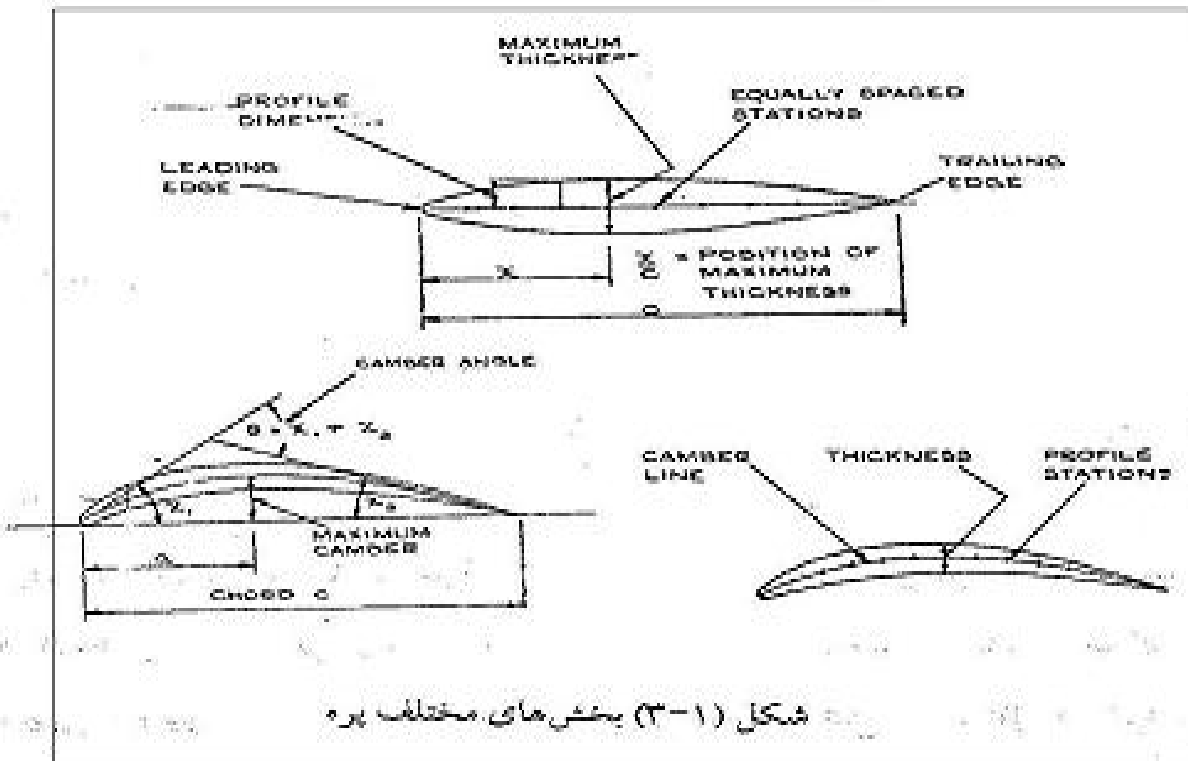 MAXIMUM
PROFILE
EQUALLY SPACED
STATIONS
LEADING
EDGE
TRAILING
EDGE
= POSITION OF
MAXIMUM
THICKNESS
CAMBER ANGLE
MAXIMUM
CAMBER
CHORD C
CAMBER
LINE
THICKNESS
PROFILE
STATIONS
شکل (۱-۳) بخش‌های مختلف پره